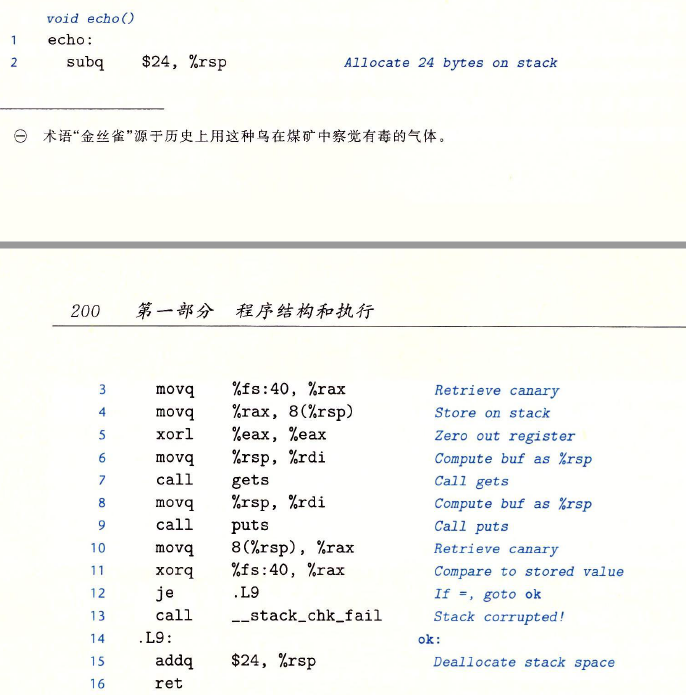 void echo()
1 echo:
2 subq $24, %rsp Allocate 24 bytes on stack
㊀ 术语“金丝雀”源于历史上用这种鸟在煤矿中察觉有毒的气体。
200 第一部分 程序结构和执行
3 movq %fs:40, %rax Retrieve canary
4 movq %rax, 8(%rsp) Store on stack
5 xorl %eax, %eax Zero out register
6 movq %rsp, %rdi Compute buf as %rsp
7 call gets Call gets
8 movq %rsp, %rdi Compute buf as %rsp
9 call puts Call puts
10 movq 8(%rsp), %rax Retrieve canary
11 xorq %fs:40, %rax Compare to stored value
12 je .L9 If =, goto ok
13 call __stack_chk_fail Stack corrupted!
14 .L9: ok:
15 addq $24, %rsp Deallocate stack space
16 ret